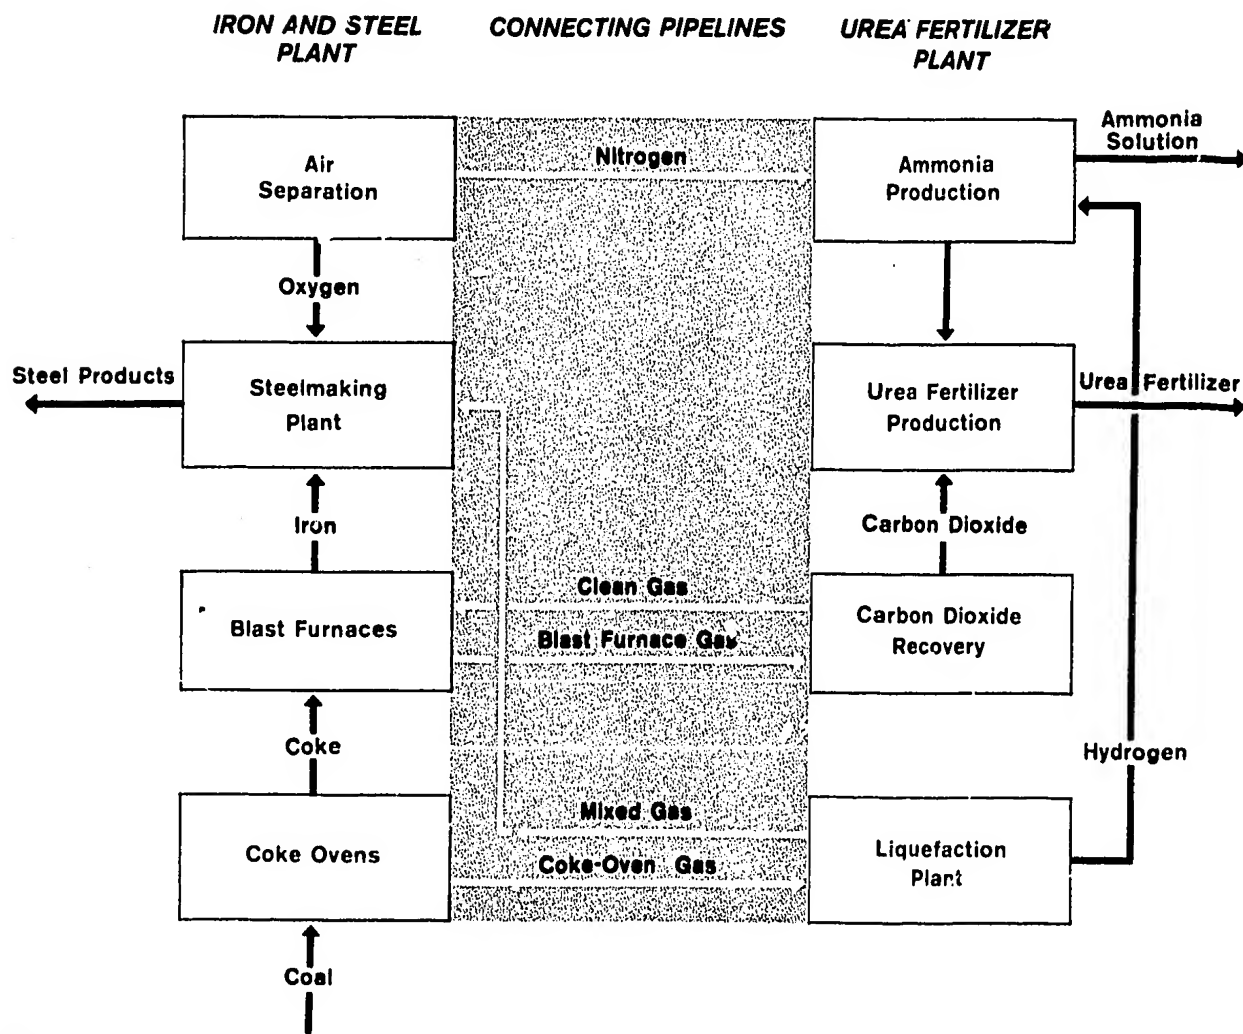 IRON AND STEEL
PLANT
CONNECTING PIPELINES
UREA FERTILIZER
PLANT
Air
Separation
Nitrogen
Ammonia
Production
Ammonia
Solution
Oxygen
Steel Products
Steelmaking
Plant
Urea Fertilizer
Production
Urea Fertilizer
Iron
Carbon Dioxide
Clean Gas
Blast Furnaces
Blast Furnace Gas
Carbon Dioxide
Recovery
Coke
Hydrogen
Mixed Gas
Coke Ovens
Coke-Oven Gas
Liquefaction
Plant
Coal